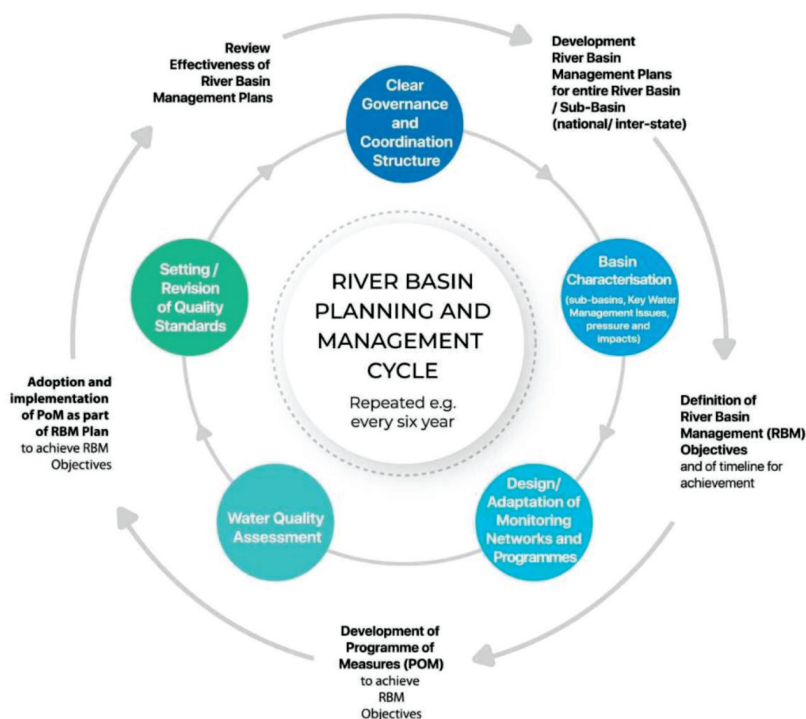 Review
Effectiveness of
River Basin
Management Plans
Development
River Basin
Management Plans
for entire River Basin
/ Sub-Basin
(national/ inter-state)
Clear
Governance
and
Coordination
Structure
Setting /
Revision
of Quality
Standards
Basin
Characterisation
(sub-basins, Key Water
Management Issues,
pressure and
impacts)
RIVER BASIN
PLANNING AND
MANAGEMENT
CYCLE
Repeated e.g.
every six year
Adoption and
implementation
of PoM as part
of RBM Plan
to achieve RBM
Objectives
Definition of
River Basin
Management (RBM)
Objectives
and of timeline for
achievement
Water Quality
Assessment
Design/
Adaptation of
Monitoring
Networks and
Programmes
Development of
Programme of
Measures (POM)
to achieve
RBM
Objectives